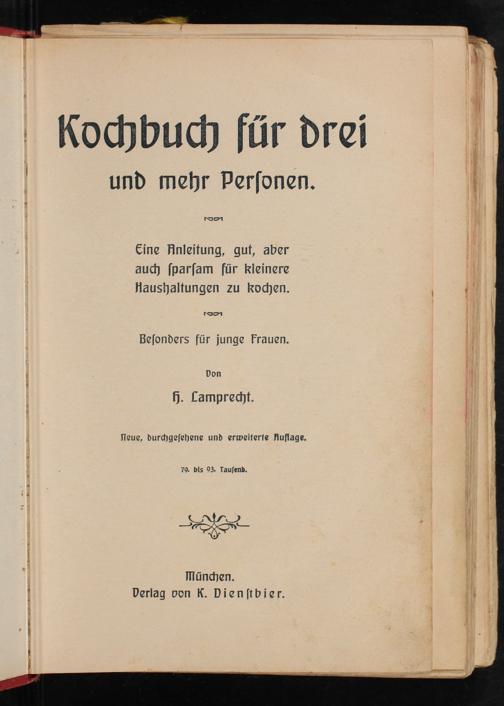 Kochbuch für drei
und mehr Perſonen.
Eine Anleitung, gut, aber
auch ſparſam für kleinere
Haushaltungen zu kochen.
Beſonders für junge Frauen.
Von
H. Lamprecht.
Neue, durchgeſehene und erweiterte Auflage.
79. bis 93. Tauſend.
München.
Verlag von K. Dienſtbier.